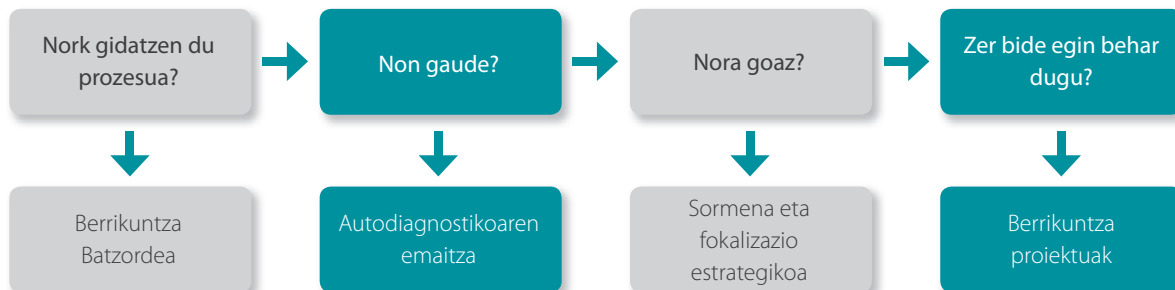 Nork gidatzen du
prozesua?
Non gaude?
Nora goaz?
Zer bide egin behar
dugu?
Berrikuntza
Batzordea
Autodiagnostikoaren
emaitza
Sormena eta
fokalizazio
estrategikoa
Berrikuntza
proiektuak